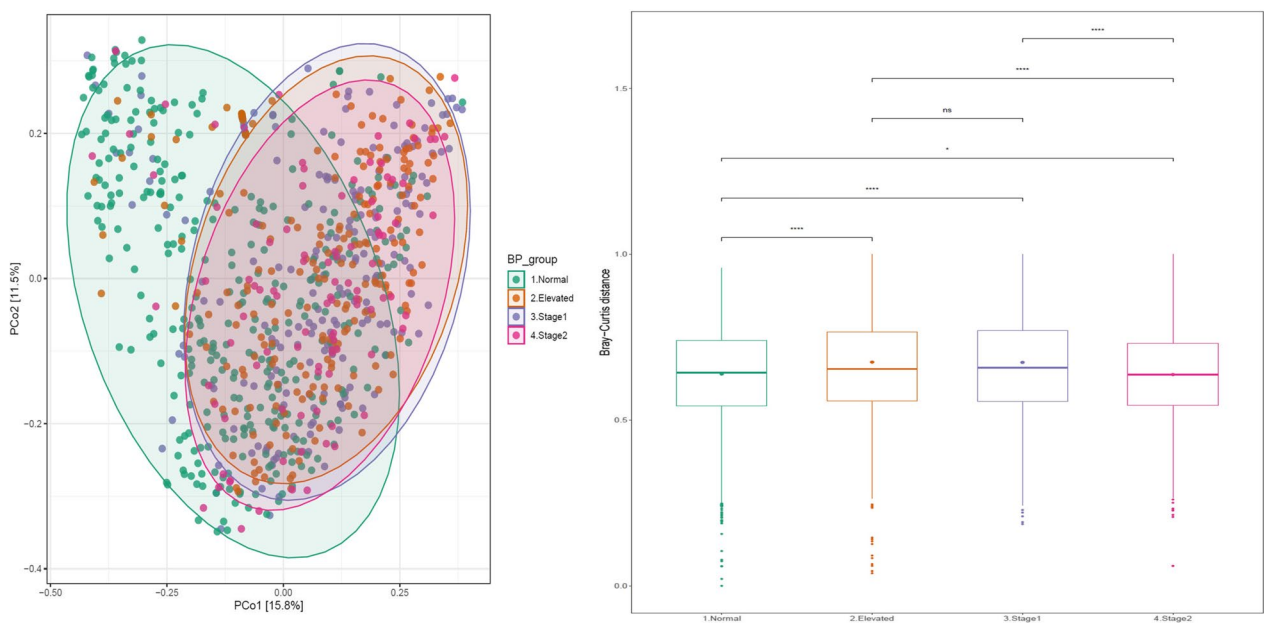 0.2
0.0
−0.2
−0.4
PCo2 [11.5%]
−0.50
−0.25
0.00
0.25
PCo1 [15.8%]
BP_group
1.Normal
2.Elevated
3.Stage1
4.Stage2
Bray−Curtis distance
1.5
1.0
0.5
0.0
****
****
ns
*
****
****
1.Normal
2.Elevated
3.Stage1
4.Stage2